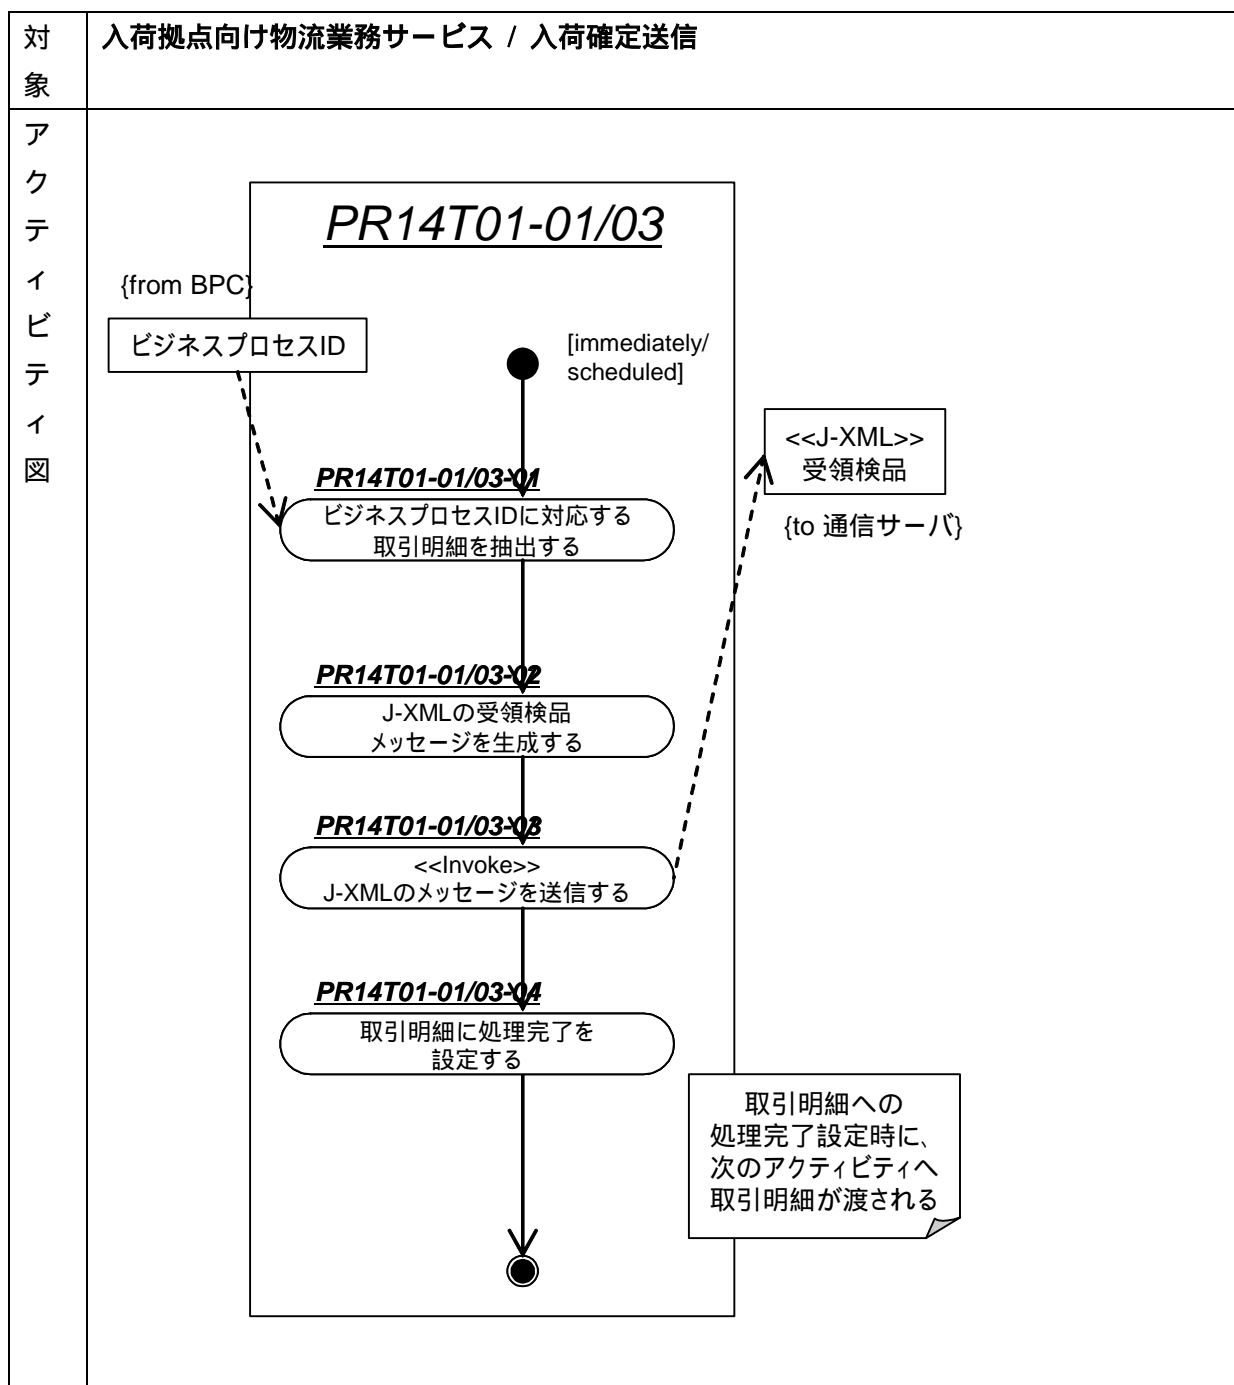 対象
入荷拠点向け物流業務サービス / 入荷確定送信
アクティビティ図
PR14T01-01/03
{from BPC}
ビジネスプロセスID
[immediately/
scheduled]
<<J-XML>>
受領検品
{to 通信サーバ}
PR14T01-01/03-01
ビジネスプロセスIDに対応する
取引明細を抽出する
PR14T01-01/03-02
J-XMLの受領検品
メッセージを生成する
PR14T01-01/03-03
<<Invoke>>
J-XMLのメッセージを送信する
PR14T01-01/03-04
取引明細に処理完了を
設定する
取引明細への
処理完了設定時に、
次のアクティビティへ
取引明細が渡される